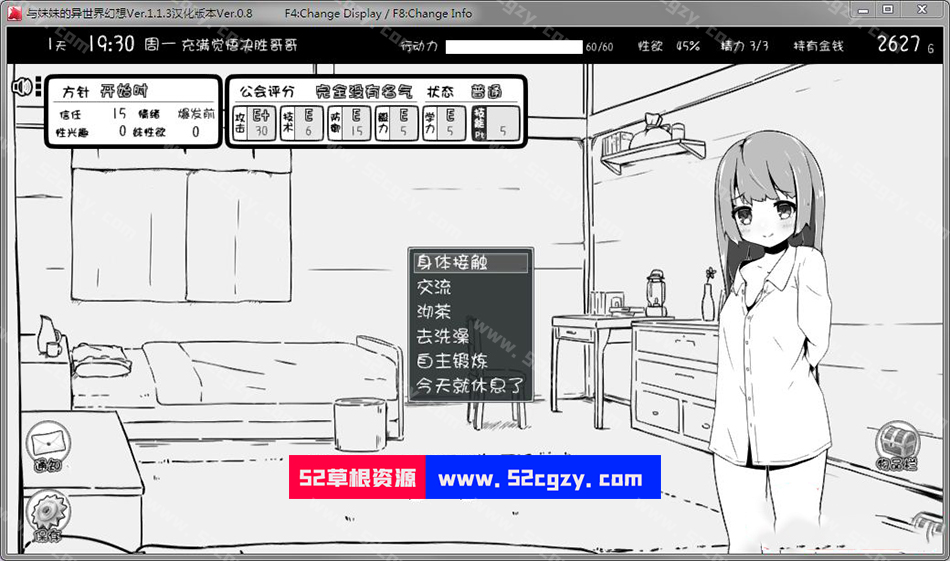 与妹妹的异世界幻想Ver.1.1.3汉化版本Ver.0.8 F4:Change Display / F8:Change Info
1天 19:30 周一 充满觉悟决胜哥哥 行动力 60/60 性欲 45% 精力 3/3 持有金钱 2627 G
方针 开始时
信任 15 情绪 爆发前
性兴趣 0 妹性欲 0
公会评分 完全没有名气 状态 普通
攻击 E+ 30 技术 E 6 防御 E 15 毅力 E 5 学力 E 5 技能Pt 5
身体接触
交流
沏茶
去洗澡
自主锻炼
今天就休息了
通知
物品栏
保存
52草根资源 www.52cgzy.com